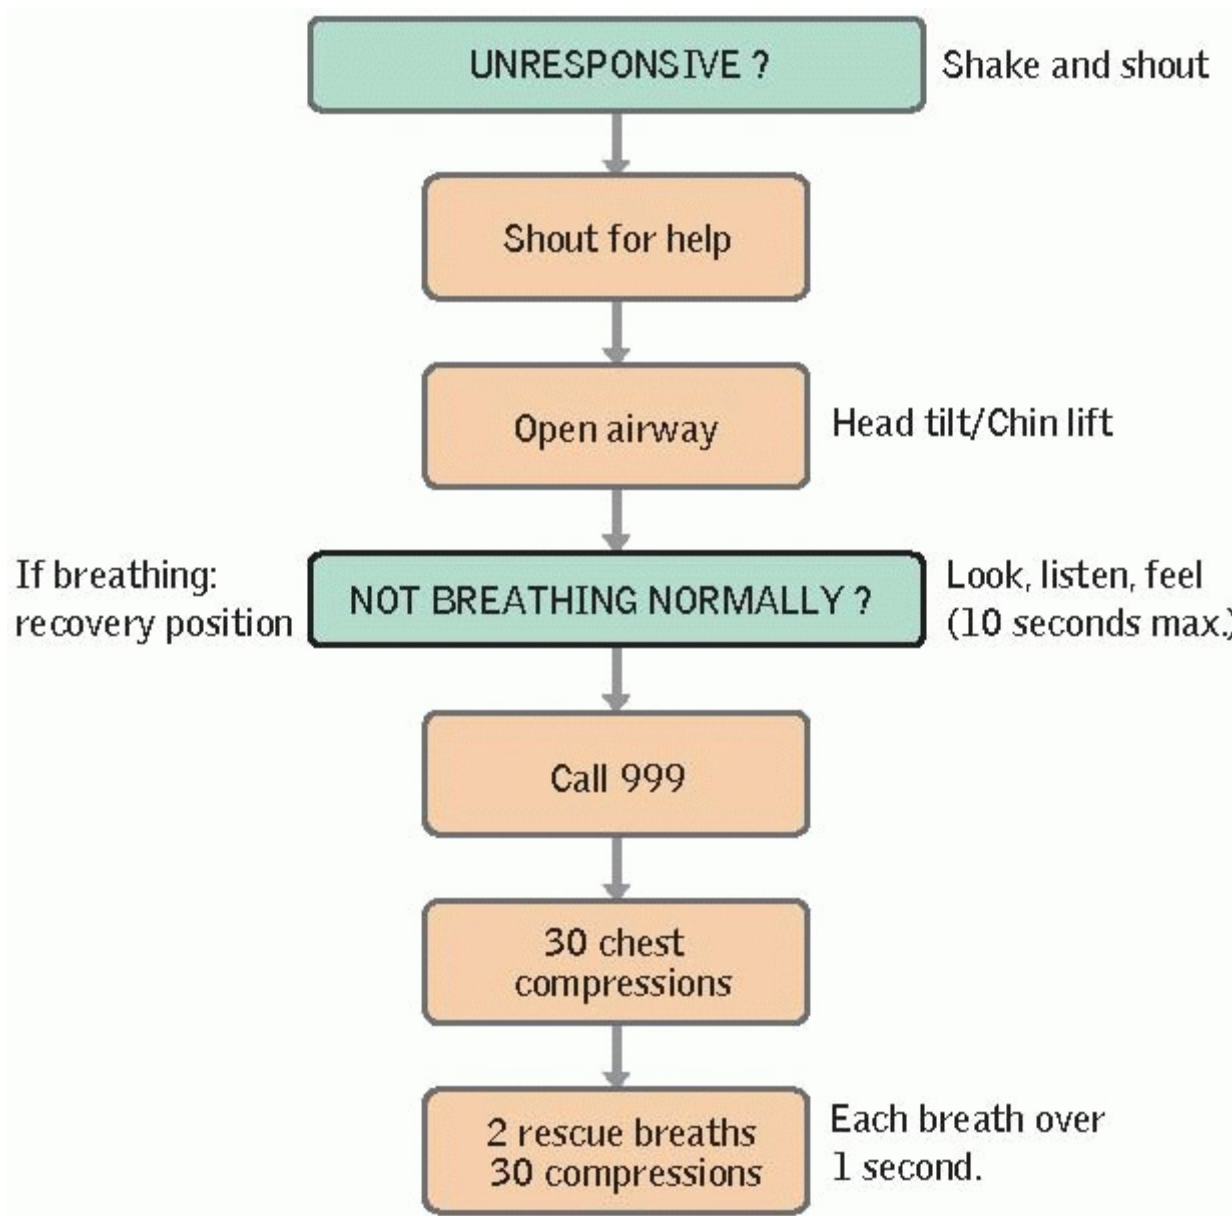 UNRESPONSIVE ?
Shake and shout
Shout for help
Open airway
Head tilt/Chin lift
If breathing:
recovery position
NOT BREATHING NORMALLY ?
Look, listen, feel
(10 seconds max.)
Call 999
30 chest
compressions
2 rescue breaths
30 compressions
Each breath over
1 second.